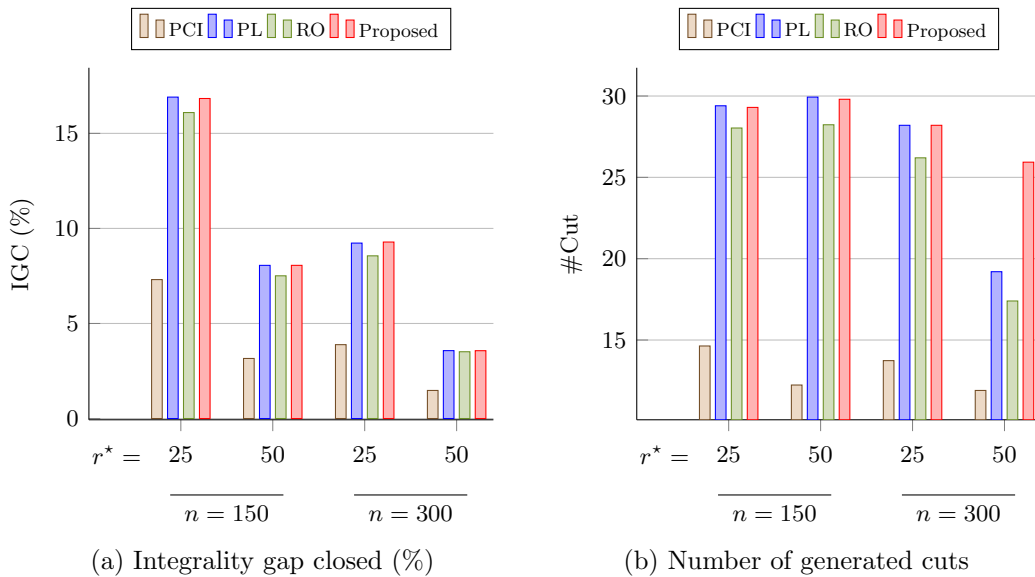 PCI PL RO Proposed
IGC (%)
15
10
5
0
r⋆ = 25 50 25 50
n = 150 n = 300
(a) Integrality gap closed (%)
PCI PL RO Proposed
#Cut
30
25
20
15
r⋆ = 25 50 25 50
n = 150 n = 300
(b) Number of generated cuts